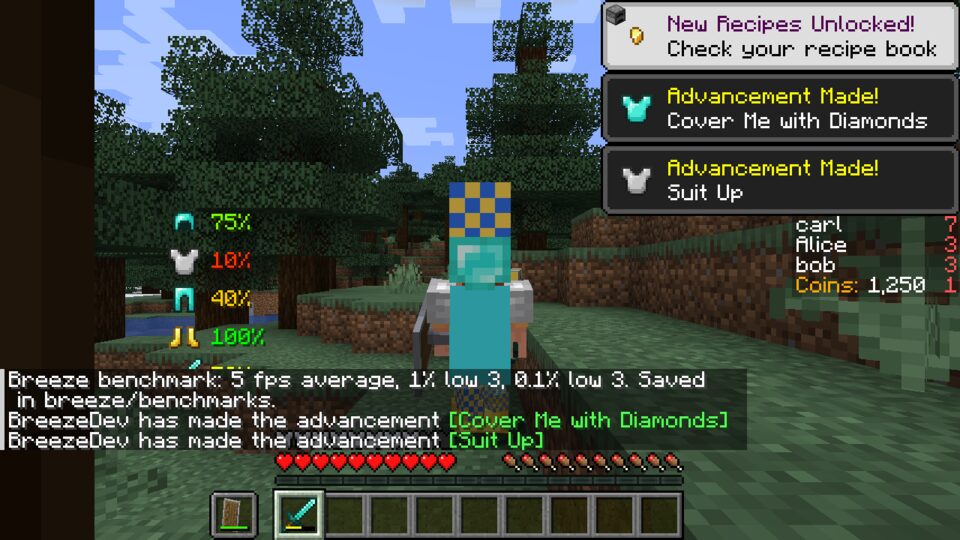 New Recipes Unlocked!
Check your recipe book
Advancement Made!
Cover Me with Diamonds
Advancement Made!
Suit Up
carl 7
Alice 3
bob 3
Coins: 1,250 1
75%
10%
40%
100%
Breeze benchmark: 5 fps average, 1% low 3, 0.1% low 3. Saved
in breeze/benchmarks.
BreezeDev has made the advancement [Cover Me with Diamonds]
BreezeDev has made the advancement [Suit Up]